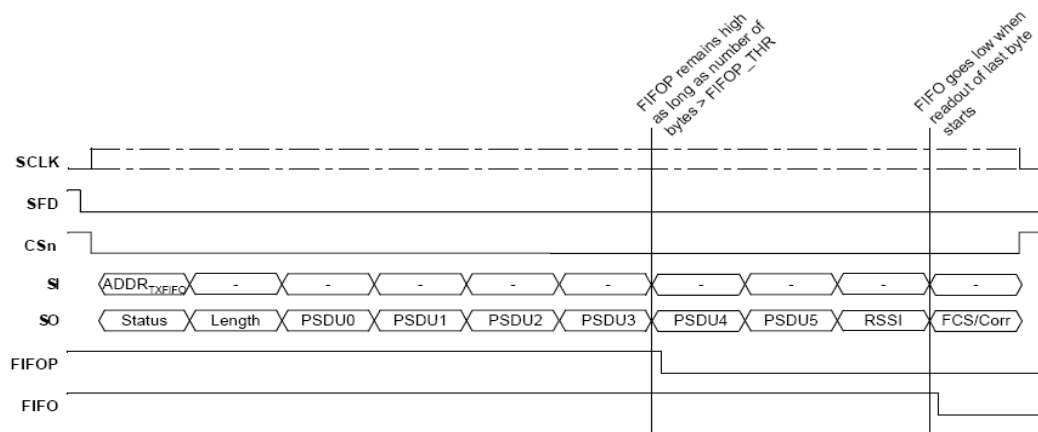 FIFOP remains high
as long as number of
bytes > FIFOP_THR
FIFO goes low when
readout of last byte
starts
SCLK
SFD
CSn
SI ADDRTXFIFO - - - - - - - - -
SO Status Length PSDU0 PSDU1 PSDU2 PSDU3 PSDU4 PSDU5 RSSI FCS/Corr
FIFOP
FIFO